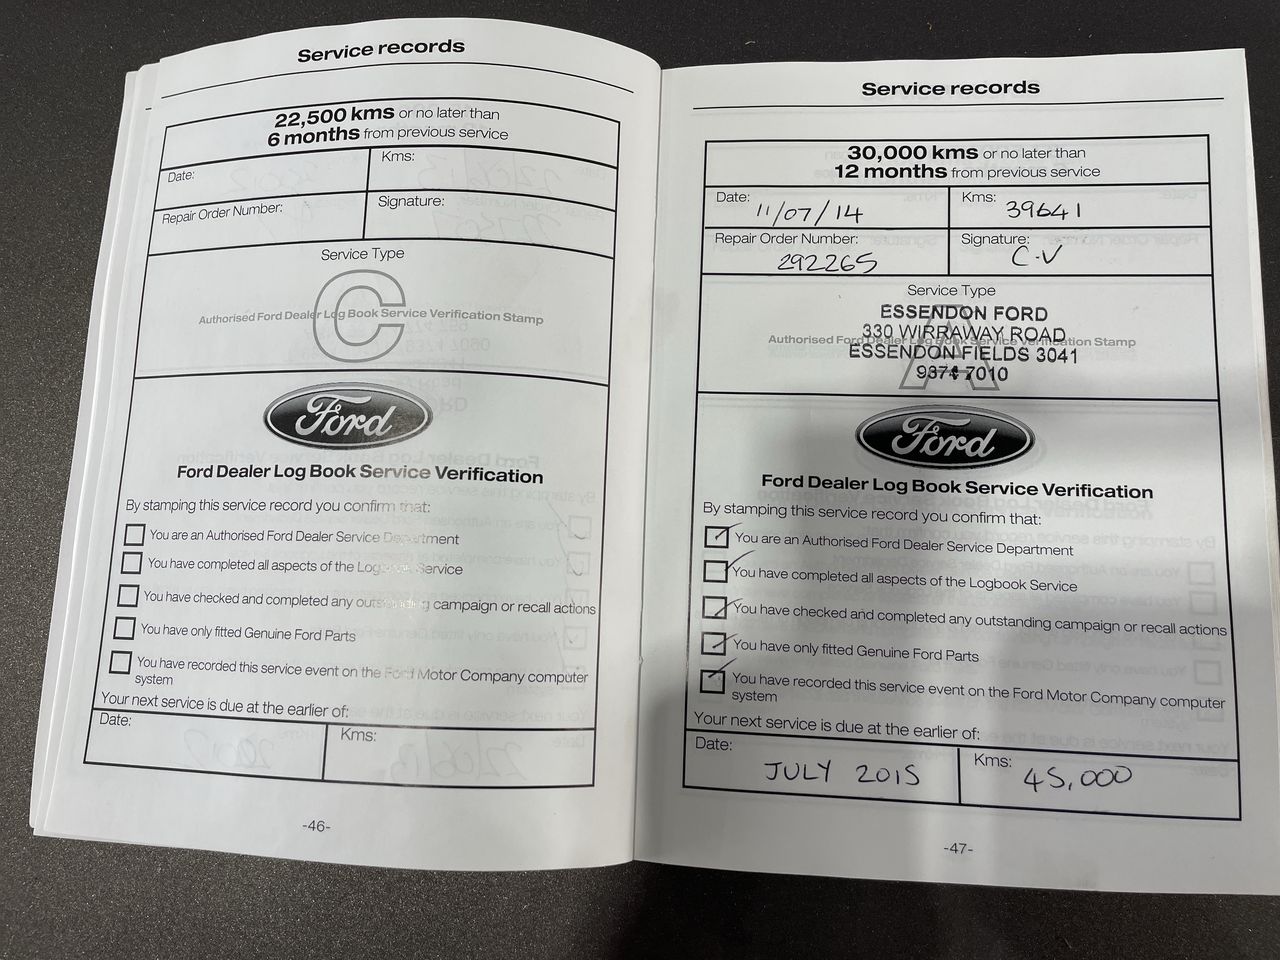 Service records
22,500 kms or no later than
6 months from previous service
Date:
Kms:
Repair Order Number:
Signature:
Service Type
C
Authorised Ford Dealer Log Book Service Verification Stamp
Ford
Ford Dealer Log Book Service Verification
By stamping this service record you confirm that:
You are an Authorised Ford Dealer Service Department
You have completed all aspects of the Logbook Service
You have checked and completed any outstanding campaign or recall actions
You have only fitted Genuine Ford Parts
You have recorded this service event on the Ford Motor Company computer
system
Your next service is due at the earlier of:
Date:
Kms:
-46-
Service records
30,000 kms or no later than
12 months from previous service
Date: 11/07/14
Kms: 39641
Repair Order Number: 292265
Signature: C-V
Service Type
A
ESSENDON FORD
330 WIRRAWAY ROAD
Authorised Ford Dealer Log Book Service Verification Stamp
ESSENDON FIELDS 3041
9374 7010
Ford
Ford Dealer Log Book Service Verification
By stamping this service record you confirm that:
You are an Authorised Ford Dealer Service Department
You have completed all aspects of the Logbook Service
You have checked and completed any outstanding campaign or recall actions
You have only fitted Genuine Ford Parts
You have recorded this service event on the Ford Motor Company computer
system
Your next service is due at the earlier of:
Date: JULY 2015
Kms: 45,000
-47-